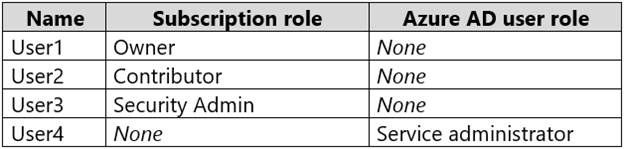 Name Subscription role Azure AD user role
User1 Owner None
User2 Contributor None
User3 Security Admin None
User4 None Service administrator